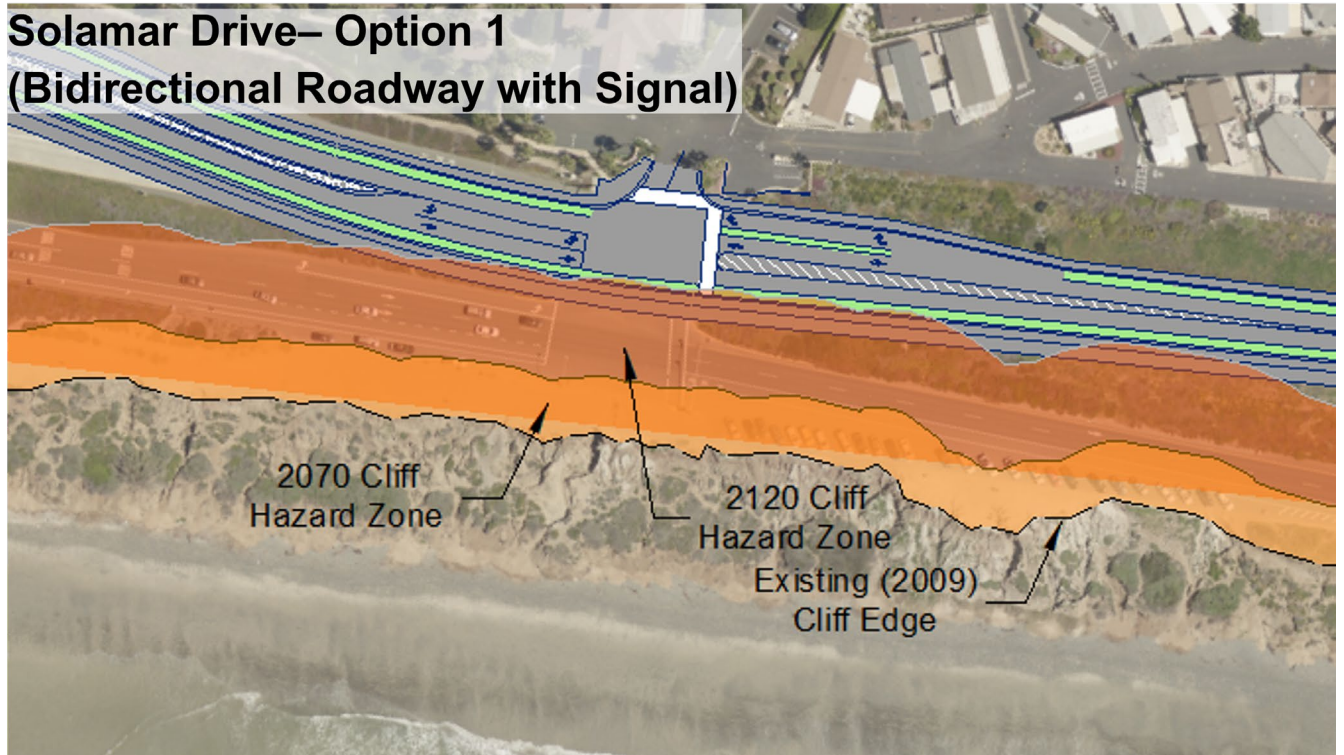 Solamar Drive– Option 1
(Bidirectional Roadway with Signal)
2070 Cliff
Hazard Zone
2120 Cliff
Hazard Zone
Existing (2009)
Cliff Edge